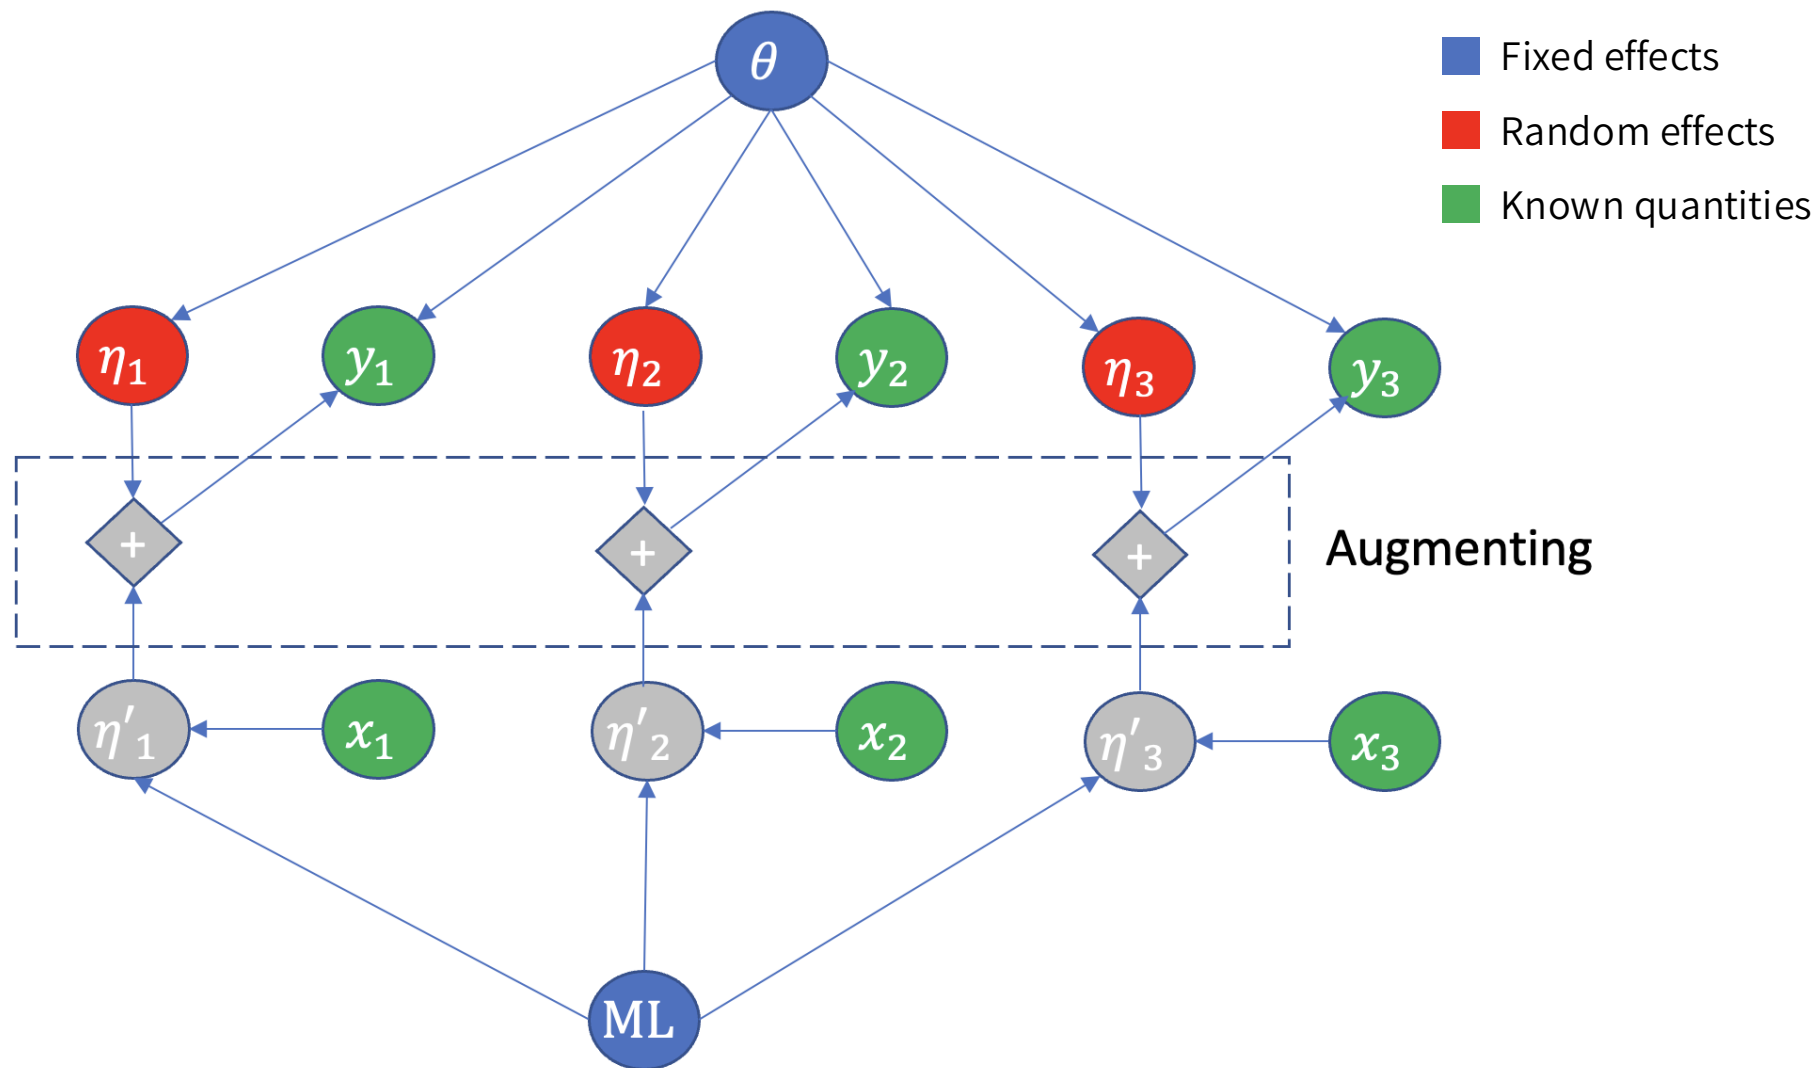 θ
Fixed effects
Random effects
Known quantities
η₁ y₁ η₂ y₂ η₃ y₃
+ + +
Augmenting
η′₁ x₁ η′₂ x₂ η′₃ x₃
ML